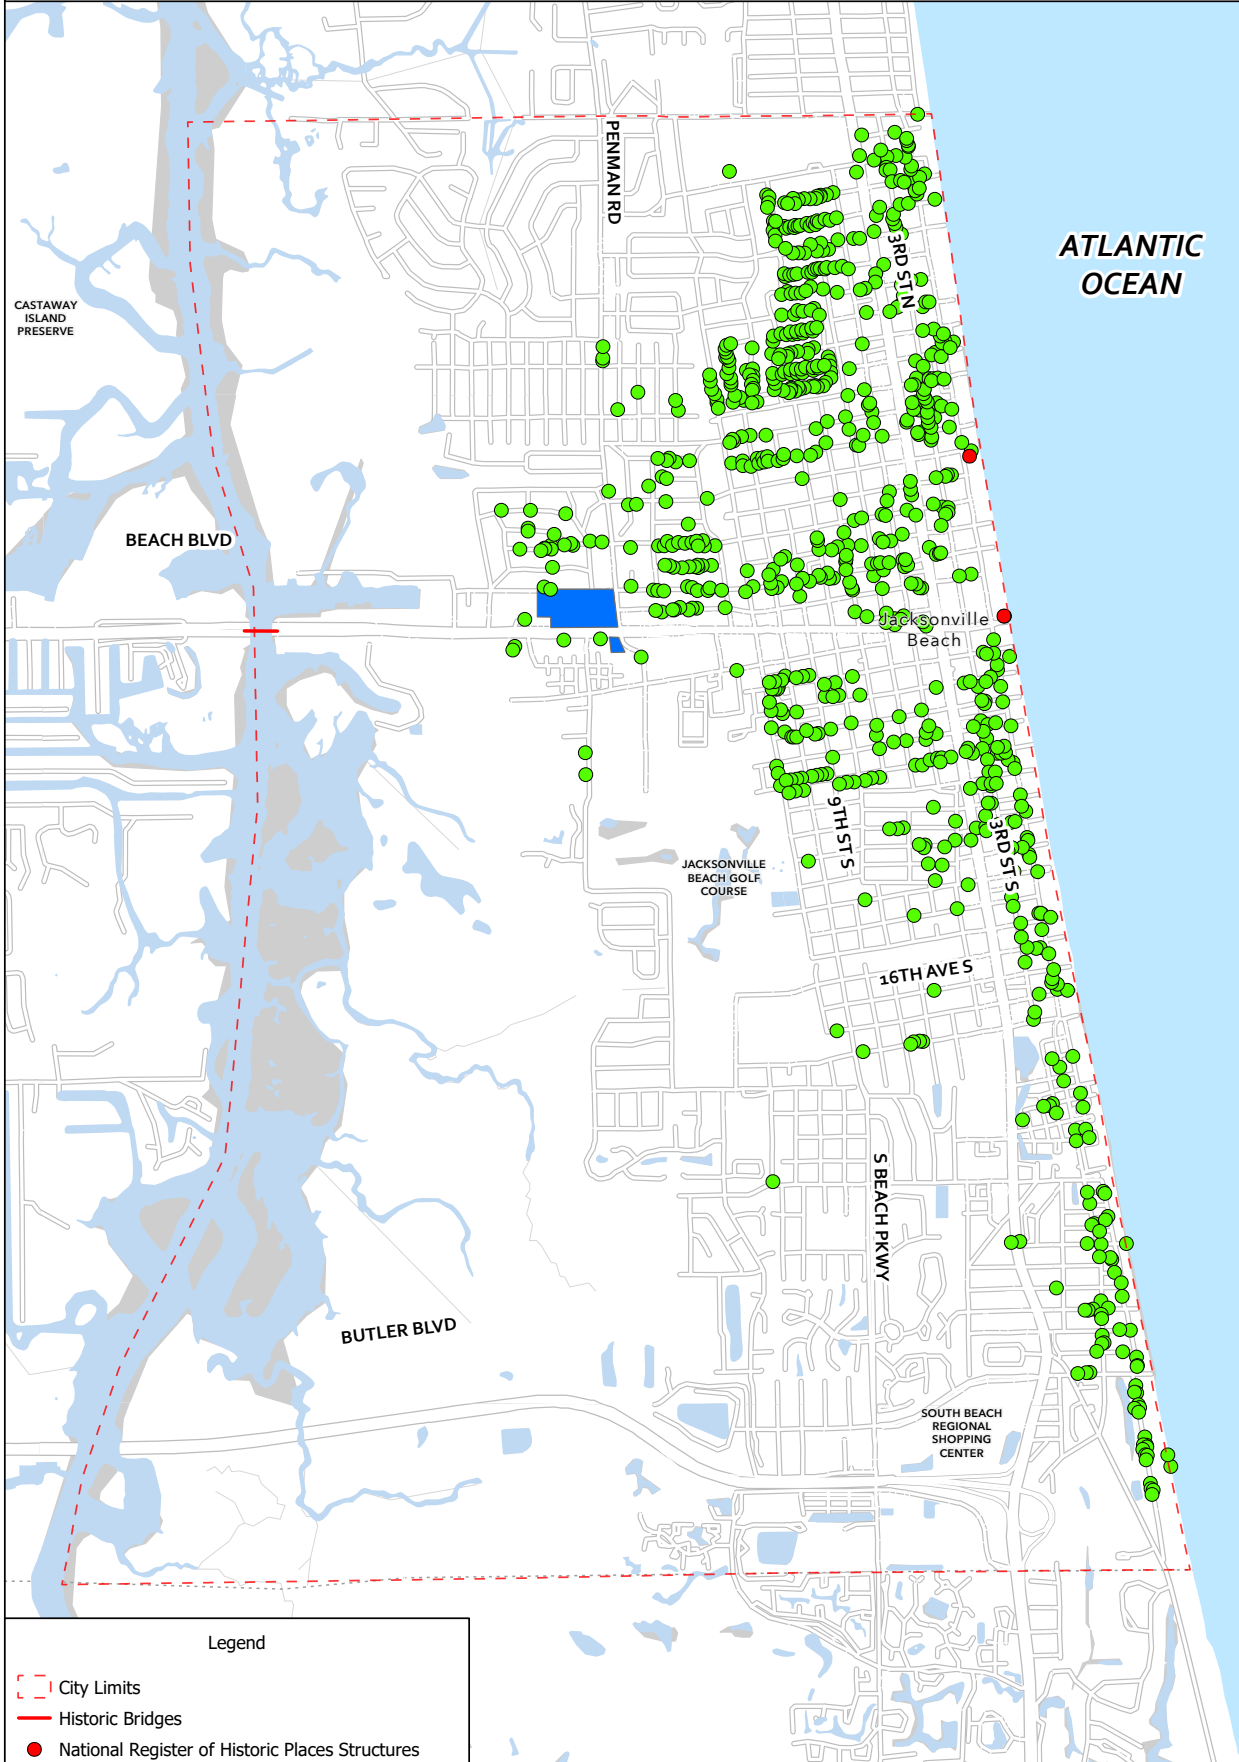 PENMAN RD
ATLANTIC
OCEAN
3RD ST N
CASTAWAY
ISLAND
PRESERVE
BEACH BLVD
Jacksonville
Beach
9TH ST S
3RD ST S
JACKSONVILLE
BEACH GOLF
COURSE
16TH AVE S
S BEACH PKWY
BUTLER BLVD
SOUTH BEACH
REGIONAL
SHOPPING
CENTER
Legend
City Limits
Historic Bridges
National Register of Historic Places Structures